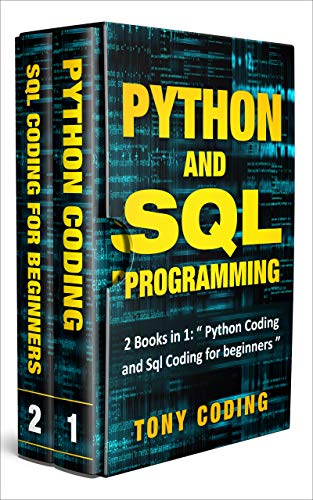 SQL CODING FOR BEGINNERS
2
PYTHON CODING
1
PYTHON
AND
SQL
PROGRAMMING
2 Books in 1: “ Python Coding
and Sql Coding for beginners ”
TONY CODING